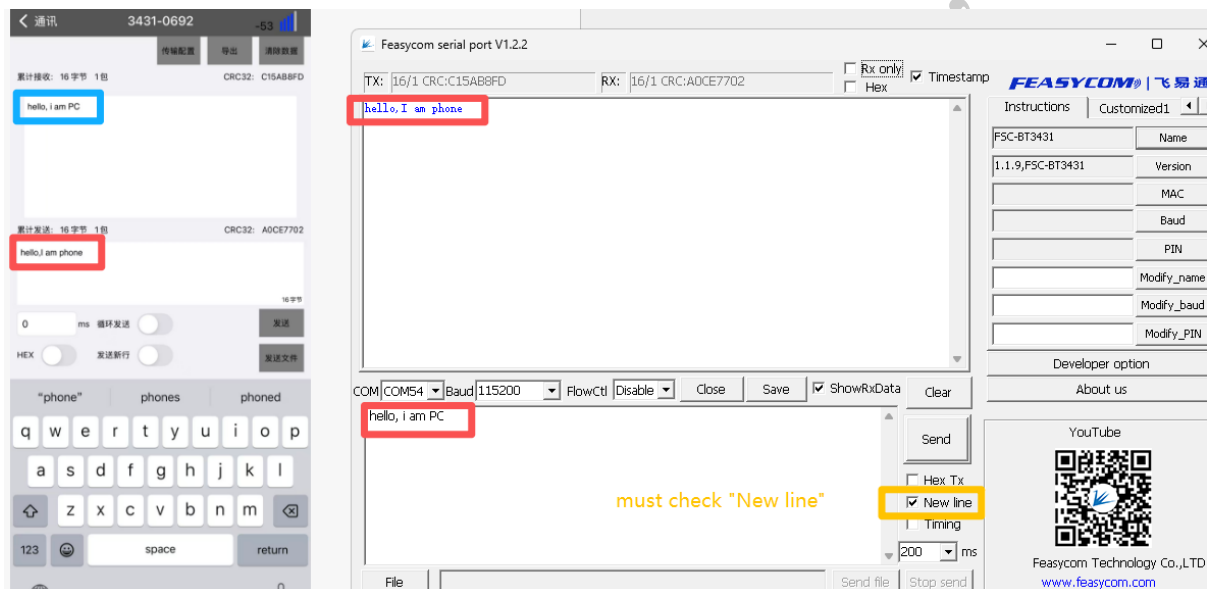 通讯
3431-0692
-53
传输配置
导出
清除数据
累计接收: 16 字节 1包
CRC32: C15AB8FD
hello, i am PC
累计发送: 16 字节 1包
CRC32: A0CE7702
hello,I am phone
16字节
0
ms
循环发送
发送
HEX
发送新行
发送文件
"phone"
phones
phoned
q w e r t y u i o p
a s d f g h j k l
z x c v b n m
123
space
return
Feasycom serial port V1.2.2
TX: 16/1 CRC:C15AB8FD
RX: 16/1 CRC:A0CE7702
Rx only
Hex
Timestamp
hello,I am phone
COM COM54 Baud 115200 FlowCtl Disable Close Save ShowRxData Clear
hello, i am PC
Send
Hex Tx
must check "New line"
New line
Timing
200 ms
File
Send file
Stop send
FEASYCOM | 飞易通
Instructions
Customized1
FSC-BT3431
Name
1.1.9,FSC-BT3431
Version
MAC
Baud
PIN
Modify_name
Modify_baud
Modify_PIN
Developer option
About us
YouTube
Feasycom Technology Co.,LTD
www.feasycom.com